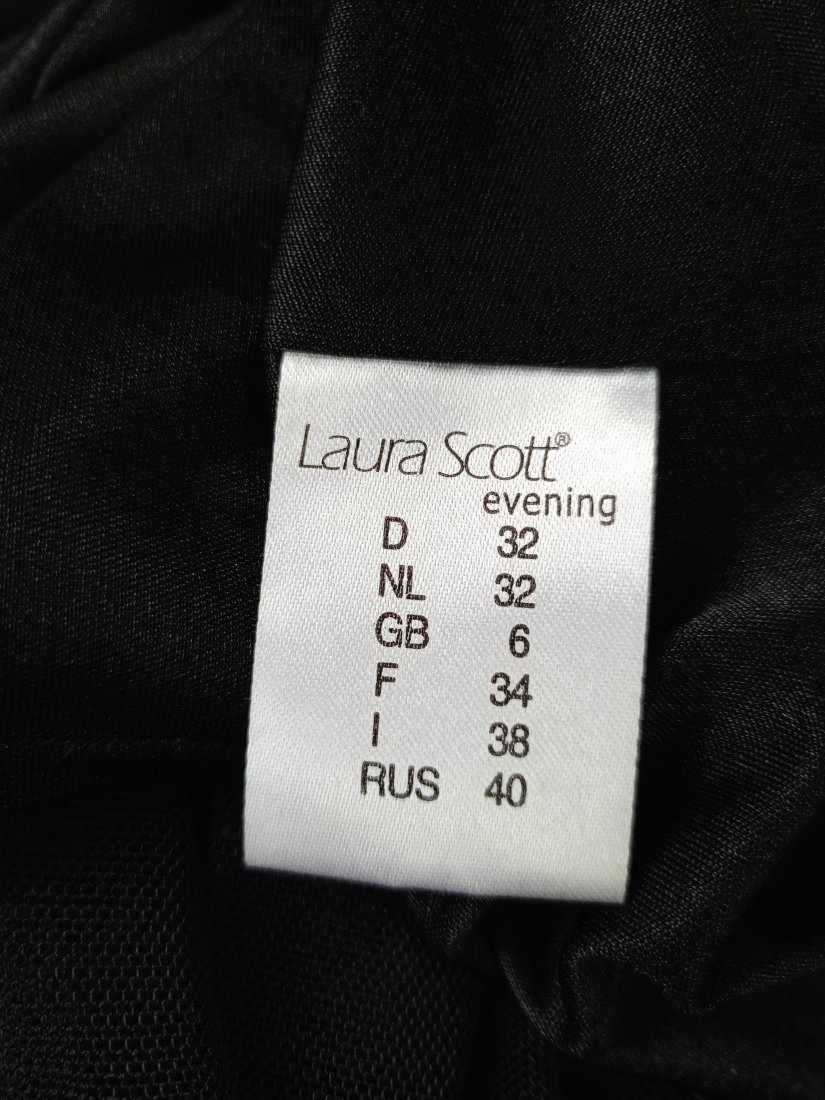 Laura Scott®
evening
D 32
NL 32
GB 6
F 34
I 38
RUS 40